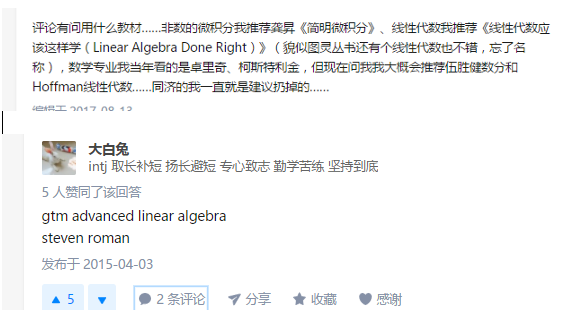 评论有问用什么教材......非数的微积分我推荐龚昇《简明微积分》、线性代数我推荐《线性代数应
该这样学（Linear Algebra Done Right）》（貌似图灵丛书还有个线性代数也不错，忘了名
称），数学专业我当年看的是卓里奇、柯斯特利金，但现在问我我大概会推荐伍胜健数分和
Hoffman线性代数......同济的我一直就是建议扔掉的......
编辑于 2017-08-13
大白兔
intj 取长补短 扬长避短 专心致志 勤学苦练 坚持到底
5 人赞同了该回答
gtm advanced linear algebra
steven roman
发布于 2015-04-03
5 2 条评论 分享 收藏 感谢